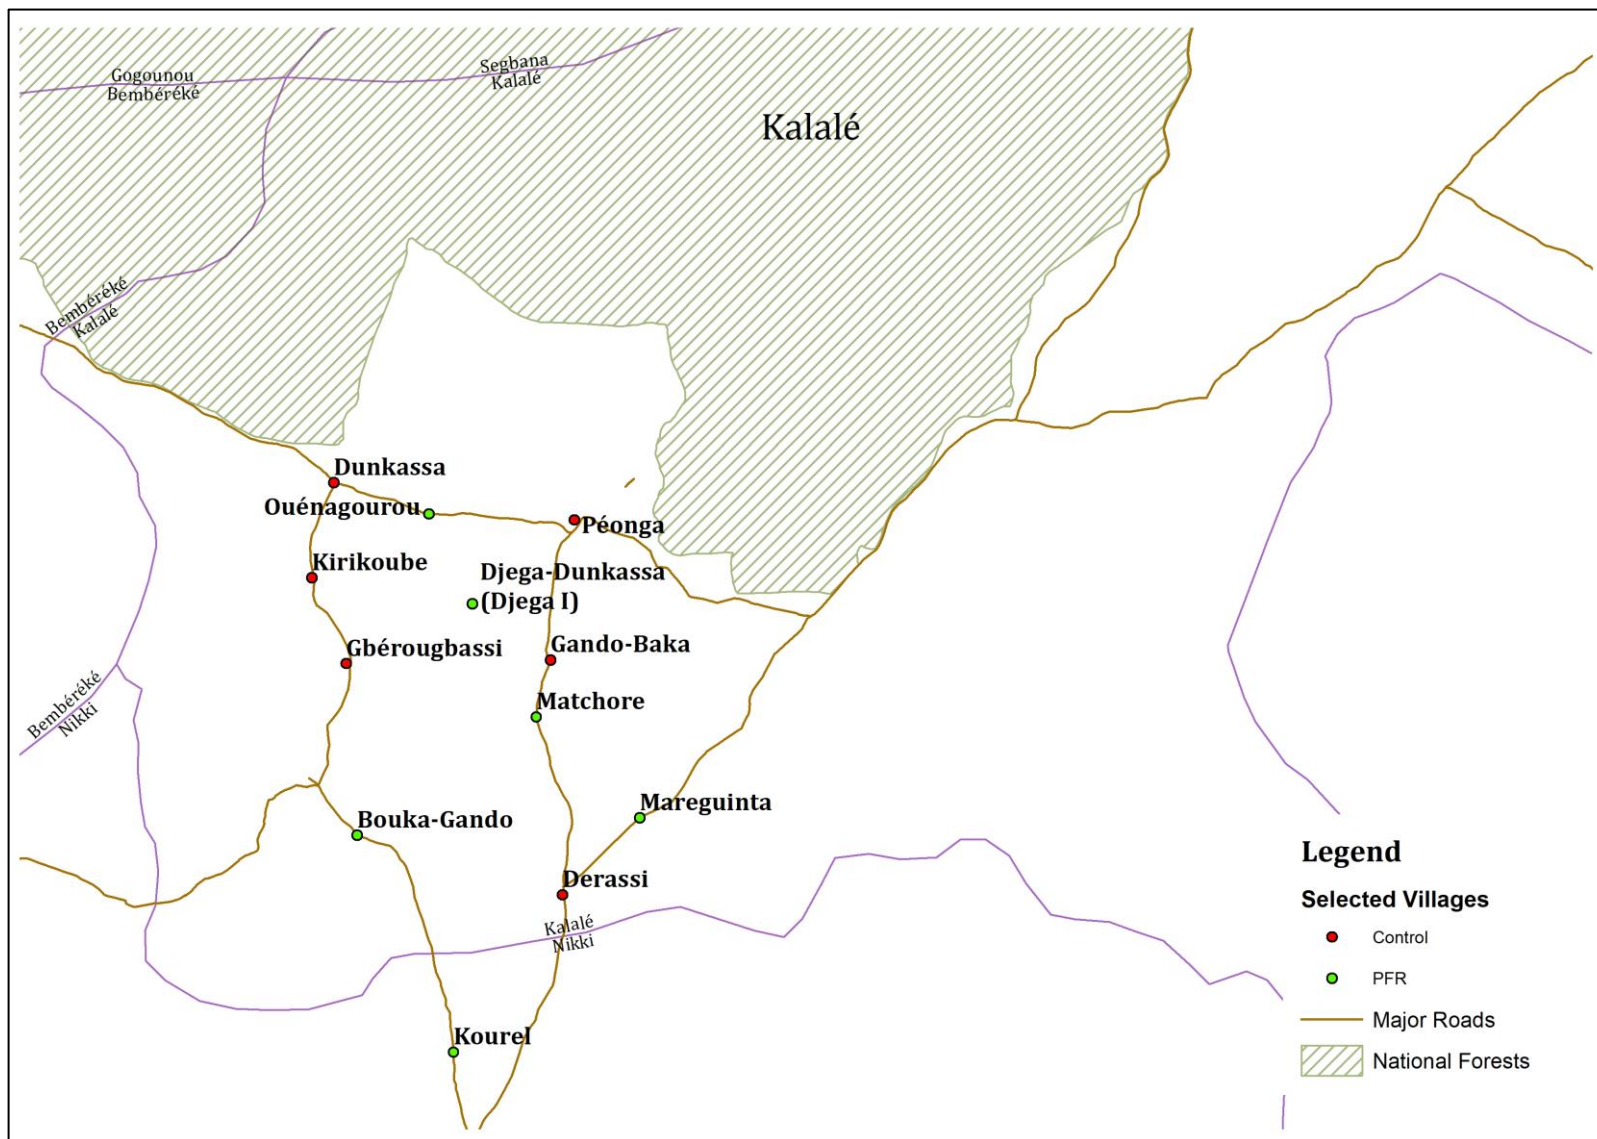 Gogounou
Bembéréké
Segbana
Kalalé
Kalalé
Bembéréké
Kalalé
Dunkassa
Ouénagourou
Péonga
Kirikoube
Djega-Dunkassa
(Djega I)
Gbérougbassi
Gando-Baka
Bembéréké
Nikki
Matchore
Mareguinta
Bouka-Gando
Derassi
Kalalé
Nikki
Kourel
Legend
Selected Villages
Control
PFR
Major Roads
National Forests